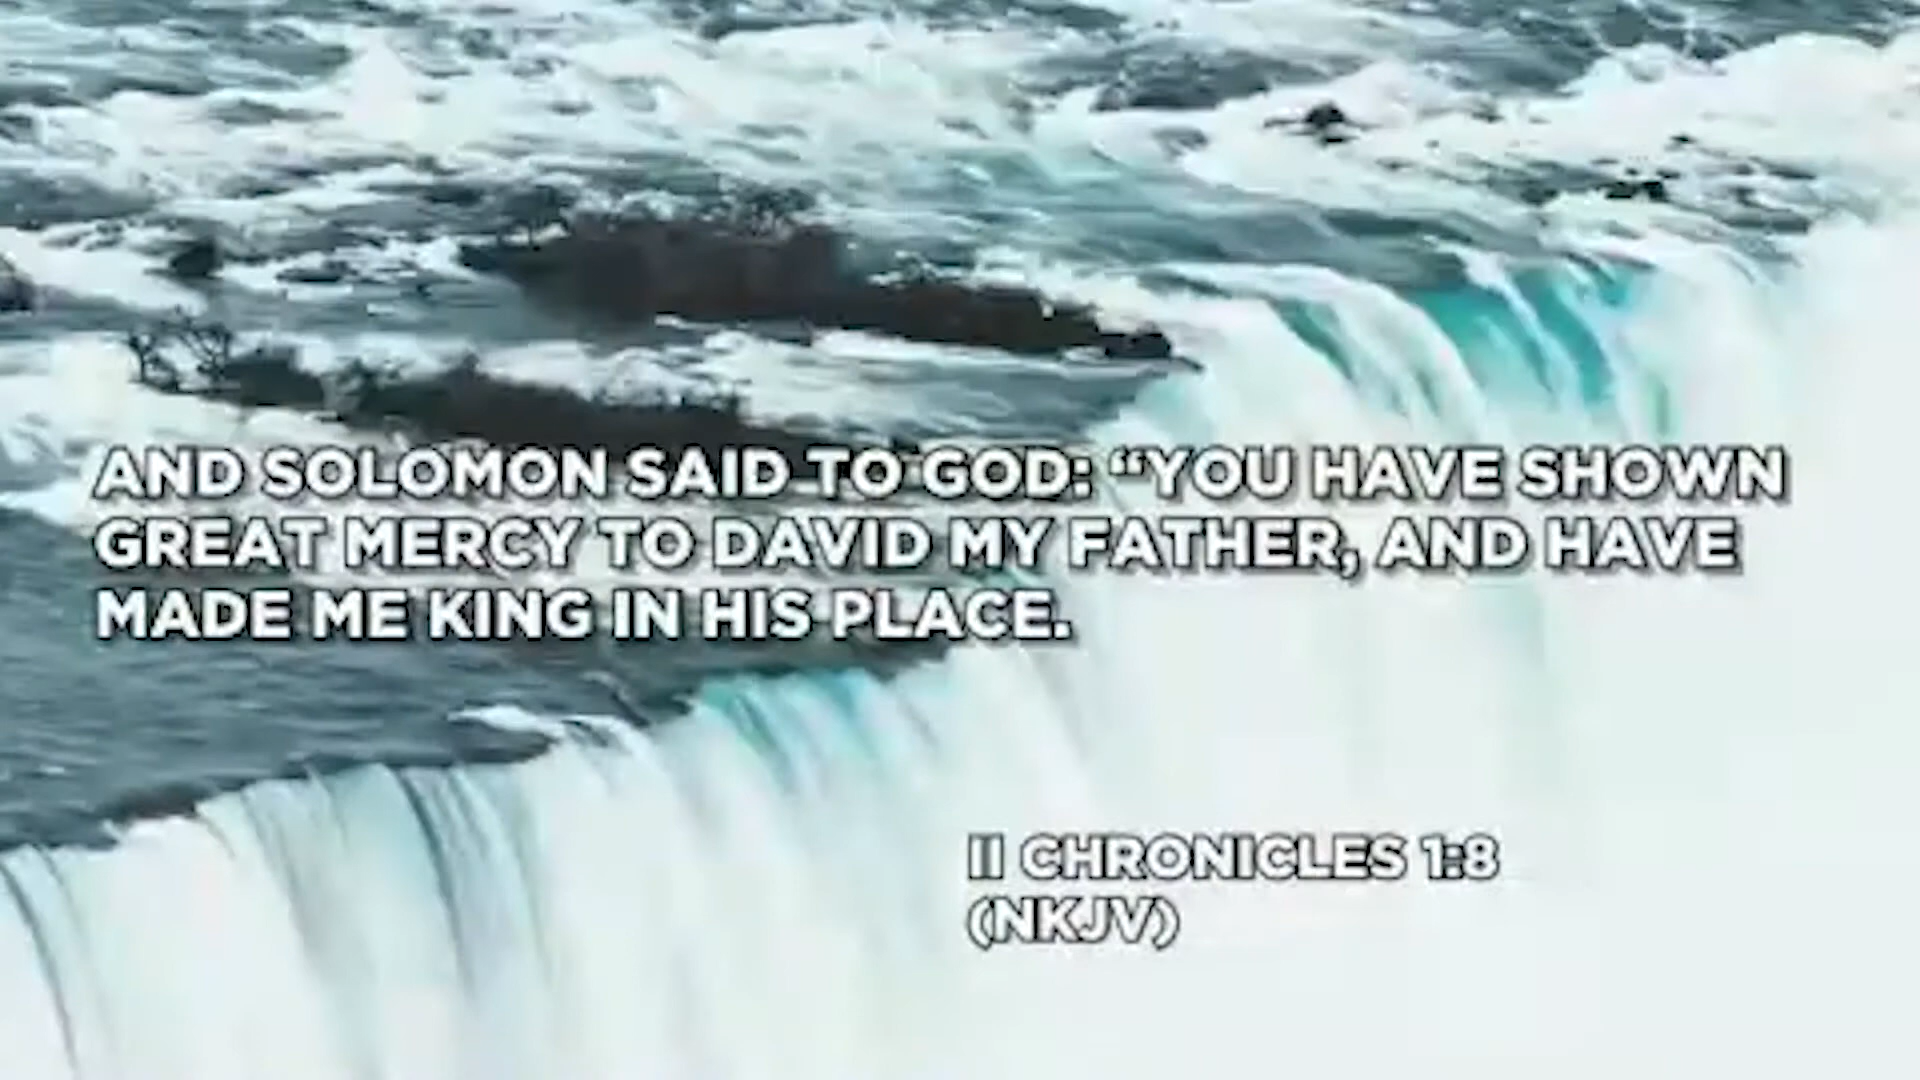 AND SOLOMON SAID TO GOD: “YOU HAVE SHOWN
GREAT MERCY TO DAVID MY FATHER, AND HAVE
MADE ME KING IN HIS PLACE.
II CHRONICLES 1:8
(NKJV)